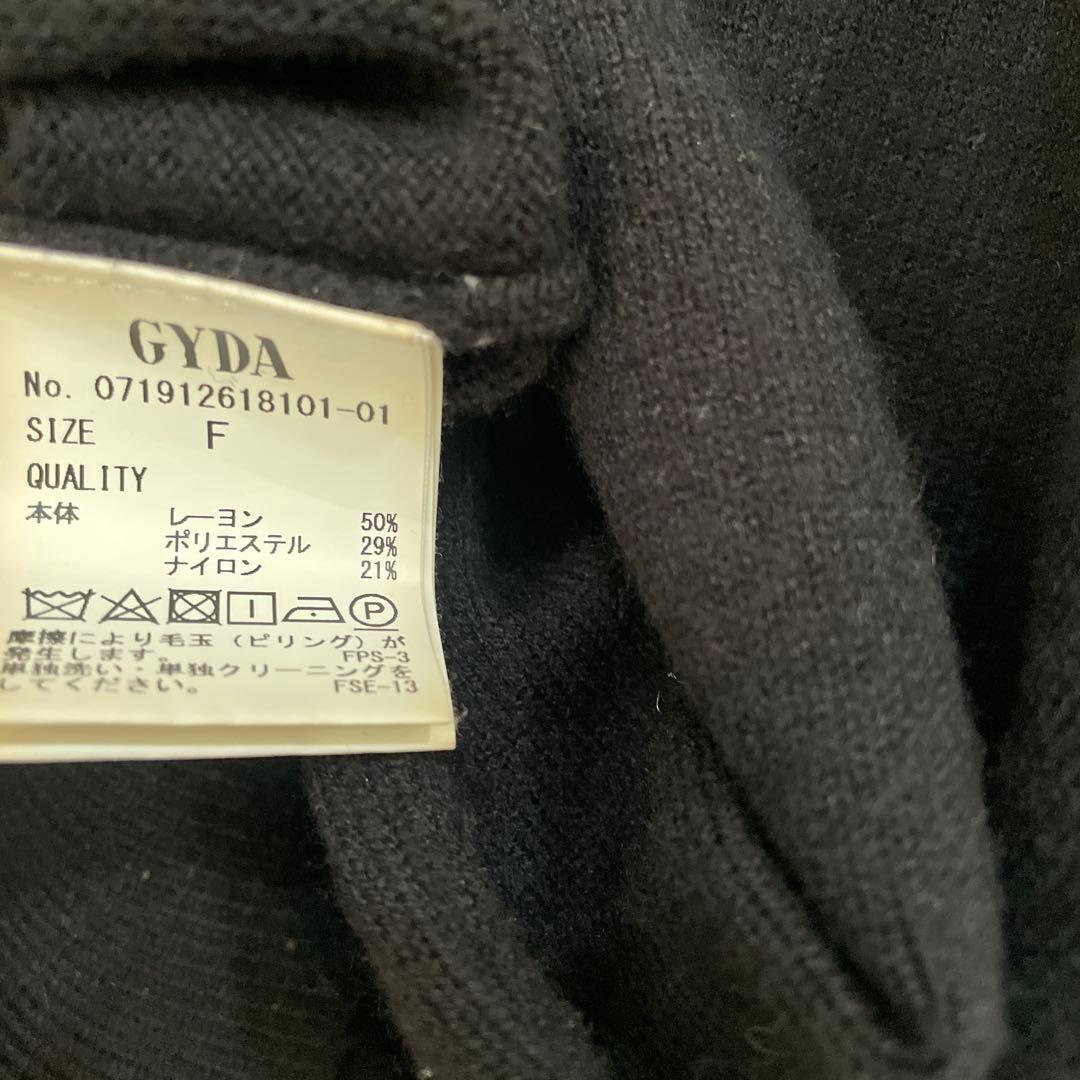 GYDA
No. 071912618101-01
SIZE F
QUALITY
本体 レーヨン 50%
ポリエステル 29%
ナイロン 21%
P
摩擦により毛玉(ピリング)が
発生します。 FPS-3
単独洗い・単独クリーニングを
してください。 FSE-13